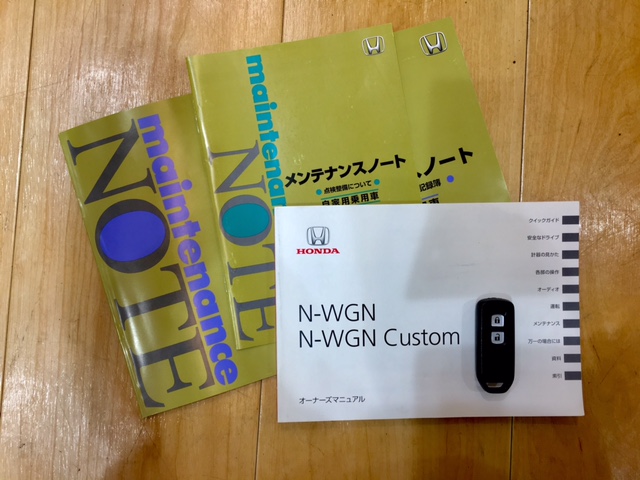 maintenance
NOTE
maintenan
NOTE
メンテナンスノート
点検整備について
自家用乗用車
ノート
記録簿
HONDA
N-WGN
N-WGN Custom
オーナーズマニュアル
クイックガイド
安全なドライブ
計器の見かた
各部の操作
オーディオ
運転
メンテナンス
万一の場合には
資料
索引